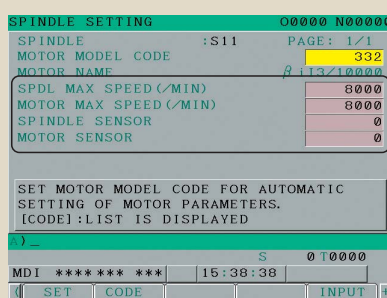 SPINDLE SETTING O0000 N0000
SPINDLE :S11 PAGE: 1/1
MOTOR MODEL CODE 332
MOTOR NAME β iI3/10000
SPDL MAX SPEED(/MIN) 8000
MOTOR MAX SPEED(/MIN) 8000
SPINDLE SENSOR 0
MOTOR SENSOR 0
SET MOTOR MODEL CODE FOR AUTOMATIC
SETTING OF MOTOR PARAMETERS.
[CODE]:LIST IS DISPLAYED
A)_
S 0 T0000
MDI **** *** *** 15:38:38
( SET CODE INPUT +